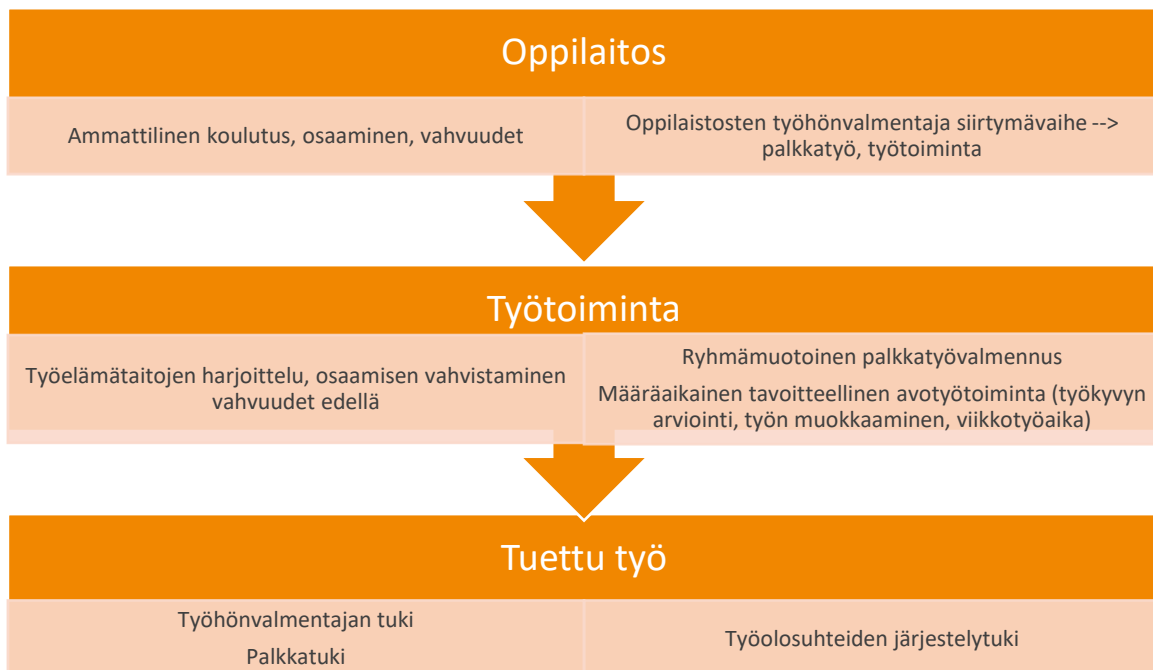 Oppilaitos
Ammattilinen koulutus, osaaminen, vahvuudet
Oppilaistosten työhönvalmentaja siirtymävaihe -->
palkkatyö, työtoiminta
Työtoiminta
Työelämätaitojen harjoittelu, osaamisen vahvistaminen
vahvuudet edellä
Ryhmämuotoinen palkkatyövalmennus
Määräaikainen tavoitteellinen avotyötoiminta (työkyvyn
arviointi, työn muokkaaminen, viikkotyöaika)
Tuettu työ
Työhönvalmentajan tuki
Palkkatuki
Työolosuhteiden järjestelytuki